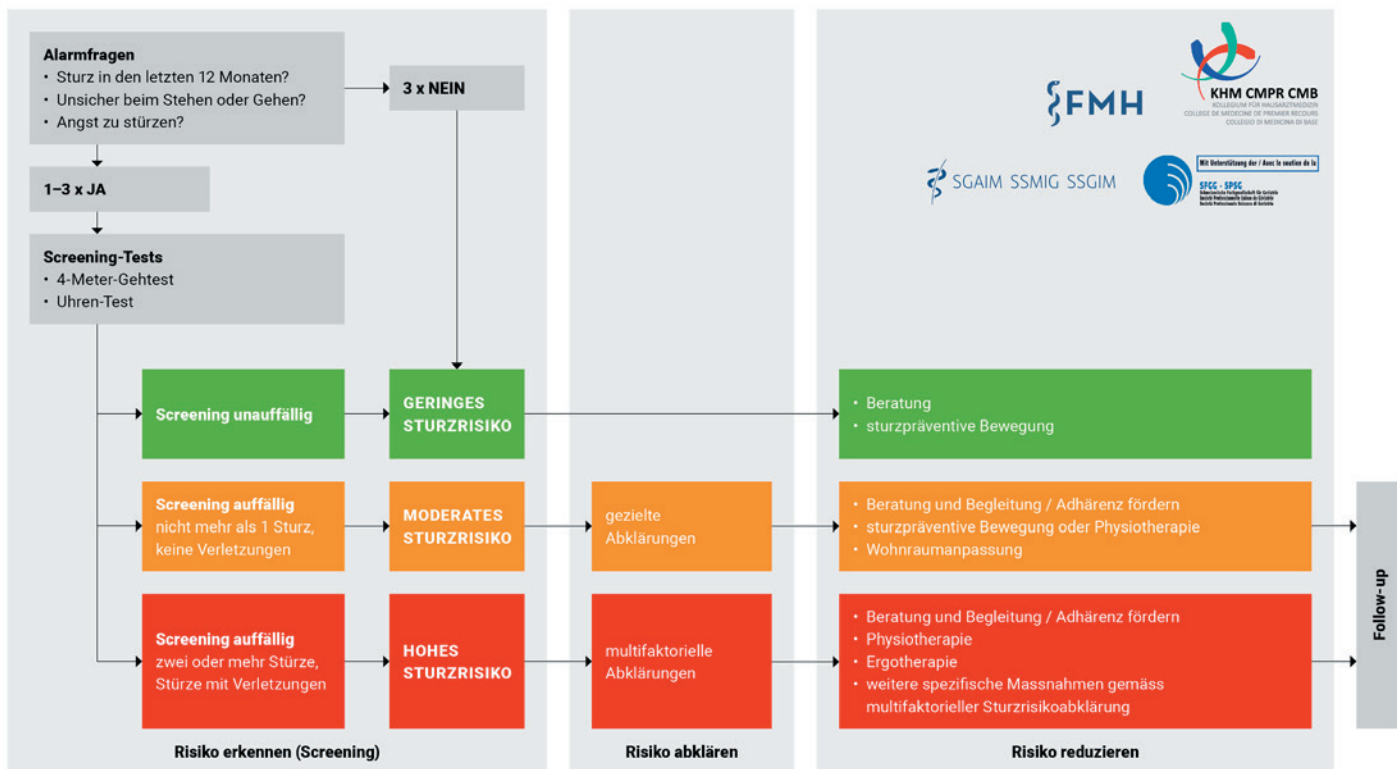 Alarmfragen
• Sturz in den letzten 12 Monaten?
• Unsicher beim Stehen oder Gehen?
• Angst zu stürzen?
3 x NEIN
1–3 x JA
Screening-Tests
• 4-Meter-Gehtest
• Uhren-Test
FMH
KHM CMPR CMB
KOLLEGIUM FÜR HAUSARZTMEDIZIN
COLLEGE DE MEDECINE DE PREMIER RECOURS
COLLEGIO DI MEDICINA DI BASE
SGAIM SSMIG SSGIM
Mit Unterstützung der / Avec le soutien de la
SFGG - SPSG
Screening unauffällig
GERINGES
STURZRISIKO
• Beratung
• sturzpräventive Bewegung
Screening auffällig
nicht mehr als 1 Sturz,
keine Verletzungen
MODERATES
STURZRISIKO
gezielte
Abklärungen
• Beratung und Begleitung / Adhärenz fördern
• sturzpräventive Bewegung oder Physiotherapie
• Wohnraumanpassung
Screening auffällig
zwei oder mehr Stürze,
Stürze mit Verletzungen
HOHES
STURZRISIKO
multifaktorielle
Abklärungen
• Beratung und Begleitung / Adhärenz fördern
• Physiotherapie
• Ergotherapie
• weitere spezifische Massnahmen gemäss
multifaktorieller Sturzrisikoabklärung
Follow-up
Risiko erkennen (Screening)
Risiko abklären
Risiko reduzieren